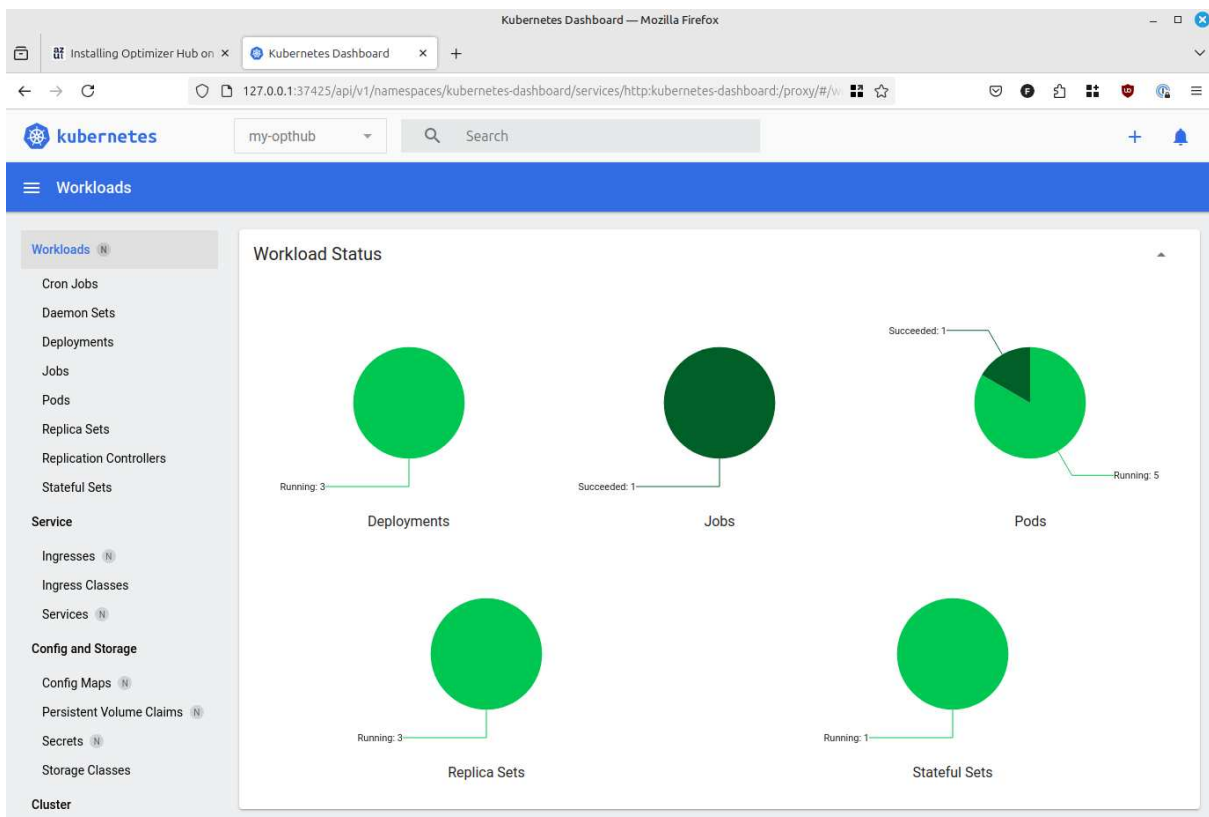 Kubernetes Dashboard — Mozilla Firefox
Installing Optimizer Hub on
Kubernetes Dashboard
127.0.0.1:37425/api/v1/namespaces/kubernetes-dashboard/services/http:kubernetes-dashboard:/proxy/#/w
kubernetes
my-opthub
Search
Workloads
Workloads N
Cron Jobs
Daemon Sets
Deployments
Jobs
Pods
Replica Sets
Replication Controllers
Stateful Sets
Service
Ingresses N
Ingress Classes
Services N
Config and Storage
Config Maps N
Persistent Volume Claims N
Secrets N
Storage Classes
Cluster
Workload Status
Running: 3
Deployments
Succeeded: 1
Jobs
Succeeded: 1
Running: 5
Pods
Running: 3
Replica Sets
Running: 1
Stateful Sets